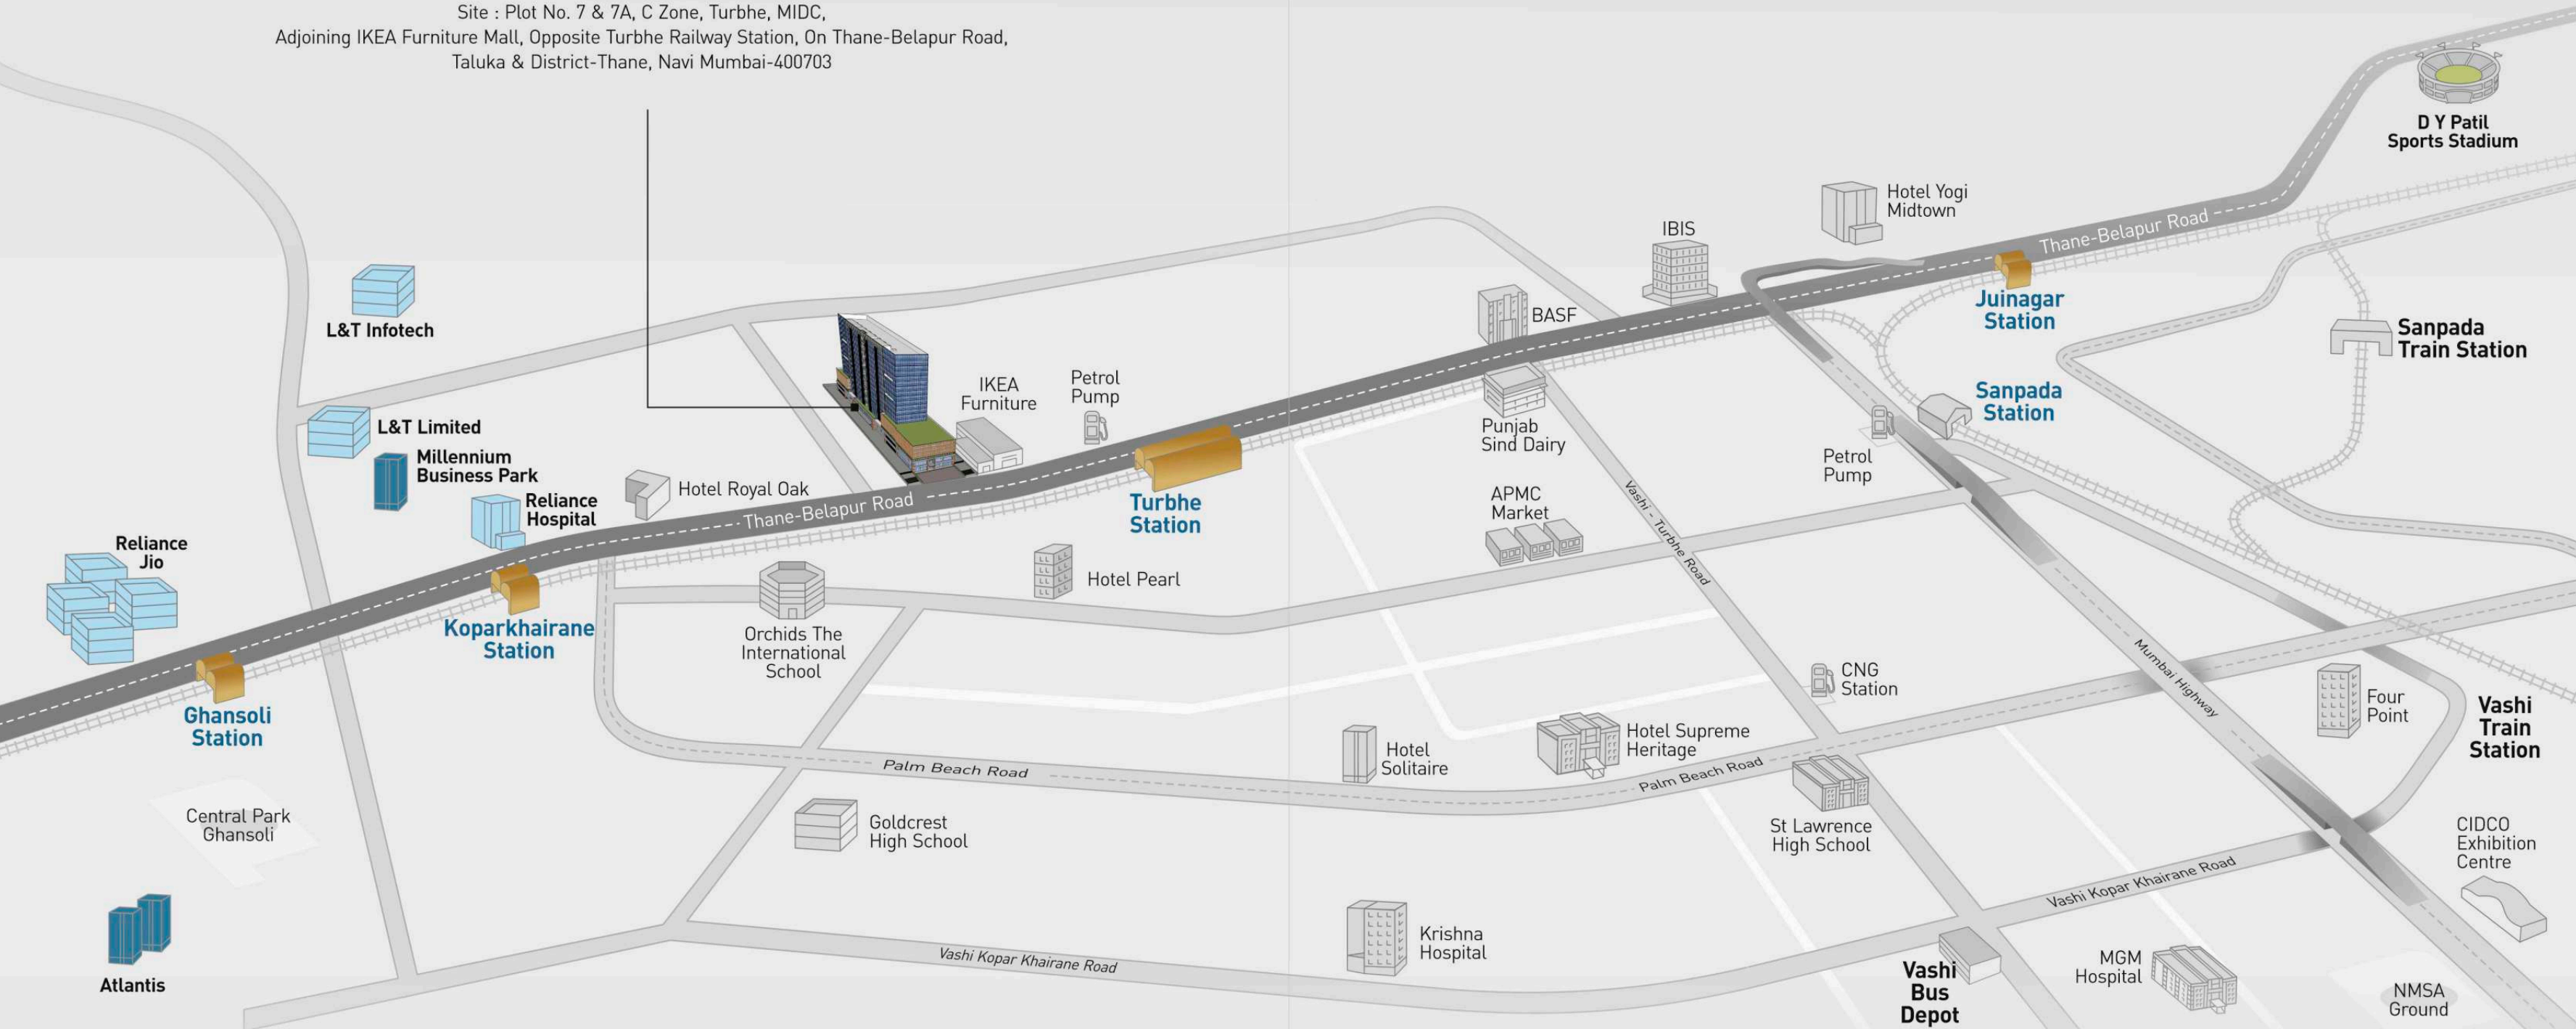 Site : Plot No. 7 & 7A, C Zone, Turbhe, MIDC,
Adjoining IKEA Furniture Mall, Opposite Turbhe Railway Station, On Thane-Belapur Road,
Taluka & District-Thane, Navi Mumbai-400703
D Y Patil
Sports Stadium
Hotel Yogi
Midtown
IBIS
Thane-Belapur Road
Juinagar
Station
BASF
Sanpada
Train Station
L&T Infotech
IKEA
Furniture
Petrol
Pump
Sanpada
Station
L&T Limited
Punjab
Sind Dairy
Millennium
Business Park
Petrol
Pump
Hotel Royal Oak
Reliance
Hospital
Thane-Belapur Road
Turbhe
Station
APMC
Market
Vashi - Turbhe Road
Reliance
Jio
Hotel Pearl
Koparkhairane
Station
Orchids The
International
School
CNG
Station
Mumbai Highway
Four
Point
Vashi
Train
Station
Ghansoli
Station
Hotel
Solitaire
Hotel Supreme
Heritage
Palm Beach Road
Palm Beach Road
Central Park
Ghansoli
Goldcrest
High School
St Lawrence
High School
CIDCO
Exhibition
Centre
Vashi Kopar Khairane Road
Krishna
Hospital
Vashi Kopar Khairane Road
Atlantis
Vashi
Bus
Depot
MGM
Hospital
NMSA
Ground